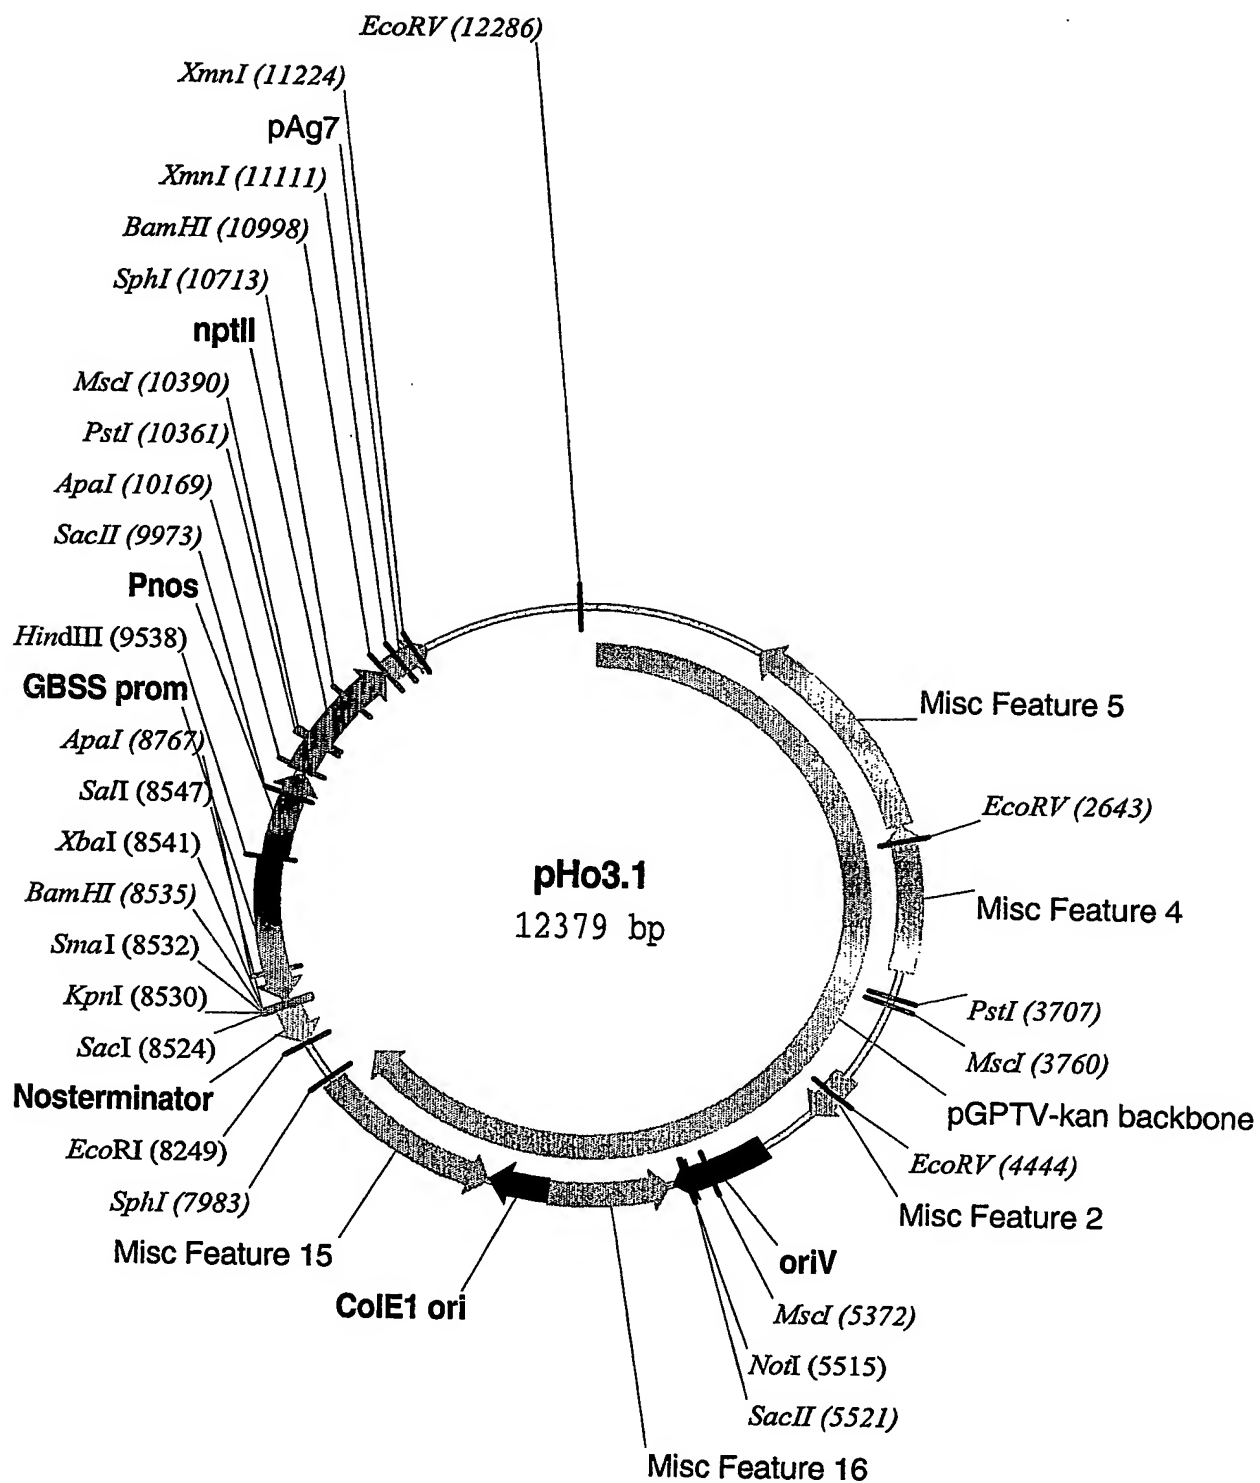 EcoRV (12286)
XmnI (11224)
pAg7
XmnI (11111)
BamHI (10998)
SphI (10713)
nptII
MscI (10390)
PstI (10361)
ApaI (10169)
SacII (9973)
Pnos
HindIII (9538)
GBSS prom
ApaI (8767)
SalI (8547)
XbaI (8541)
BamHI (8535)
SmaI (8532)
KpnI (8530)
SacI (8524)
Nosterminator
EcoRI (8249)
SphI (7983)
Misc Feature 15
ColE1 ori
pHo3.1
12379 bp
Misc Feature 5
EcoRV (2643)
Misc Feature 4
PstI (3707)
MscI (3760)
pGPTV-kan backbone
EcoRV (4444)
Misc Feature 2
oriV
MscI (5372)
NotI (5515)
SacII (5521)
Misc Feature 16